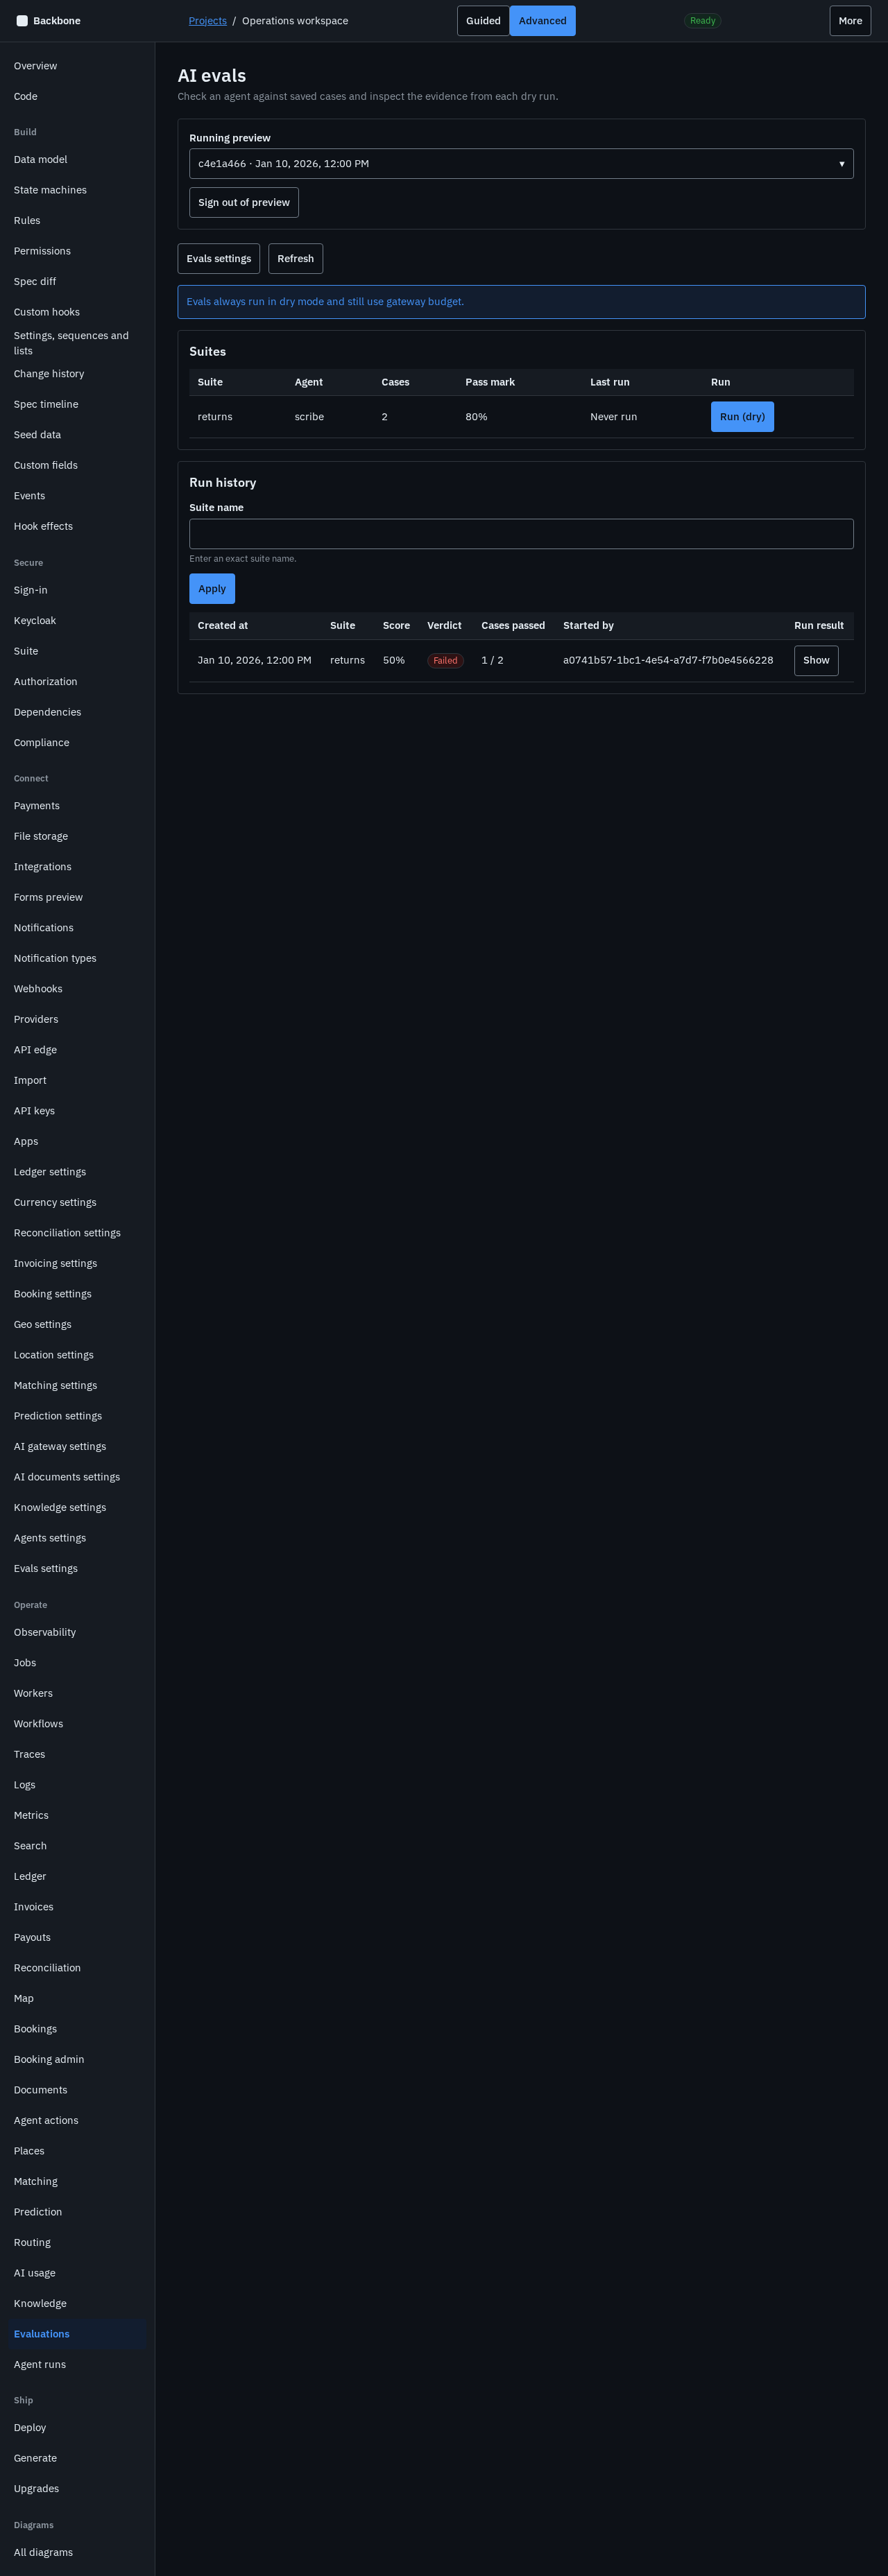 Backbone
Projects / Operations workspace
Guided
Advanced
Ready
More
Overview
Code
Build
Data model
State machines
Rules
Permissions
Spec diff
Custom hooks
Settings, sequences and
lists
Change history
Spec timeline
Seed data
Custom fields
Events
Hook effects
Secure
Sign-in
Keycloak
Suite
Authorization
Dependencies
Compliance
Connect
Payments
File storage
Integrations
Forms preview
Notifications
Notification types
Webhooks
Providers
API edge
Import
API keys
Apps
Ledger settings
Currency settings
Reconciliation settings
Invoicing settings
Booking settings
Geo settings
Location settings
Matching settings
Prediction settings
AI gateway settings
AI documents settings
Knowledge settings
Agents settings
Evals settings
Operate
Observability
Jobs
Workers
Workflows
Traces
Logs
Metrics
Search
Ledger
Invoices
Payouts
Reconciliation
Map
Bookings
Booking admin
Documents
Agent actions
Places
Matching
Prediction
Routing
AI usage
Knowledge
Evaluations
Agent runs
Ship
Deploy
Generate
Upgrades
Diagrams
All diagrams
AI evals
Check an agent against saved cases and inspect the evidence from each dry run.
Running preview
c4e1a466 · Jan 10, 2026, 12:00 PM
Sign out of preview
Evals settings
Refresh
Evals always run in dry mode and still use gateway budget.
Suites
Suite Agent Cases Pass mark Last run Run
returns scribe 2 80% Never run Run (dry)
Run history
Suite name
Enter an exact suite name.
Apply
Created at Suite Score Verdict Cases passed Started by Run result
Jan 10, 2026, 12:00 PM returns 50% Failed 1 / 2 a0741b57-1bc1-4e54-a7d7-f7b0e4566228 Show